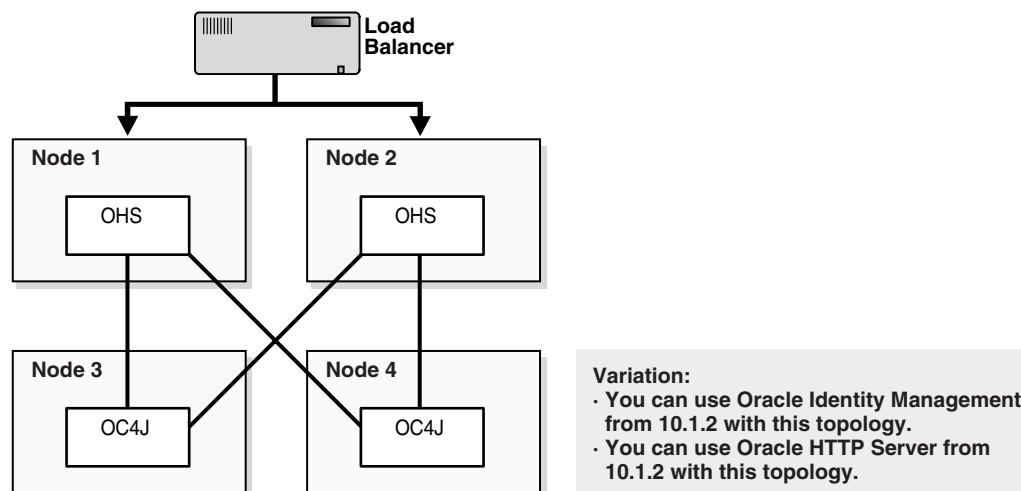 Load
Balancer
Node 1
Node 2
OHS
OHS
Node 3
Node 4
OC4J
OC4J
Variation:
· You can use Oracle Identity Management
from 10.1.2 with this topology.
· You can use Oracle HTTP Server from
10.1.2 with this topology.